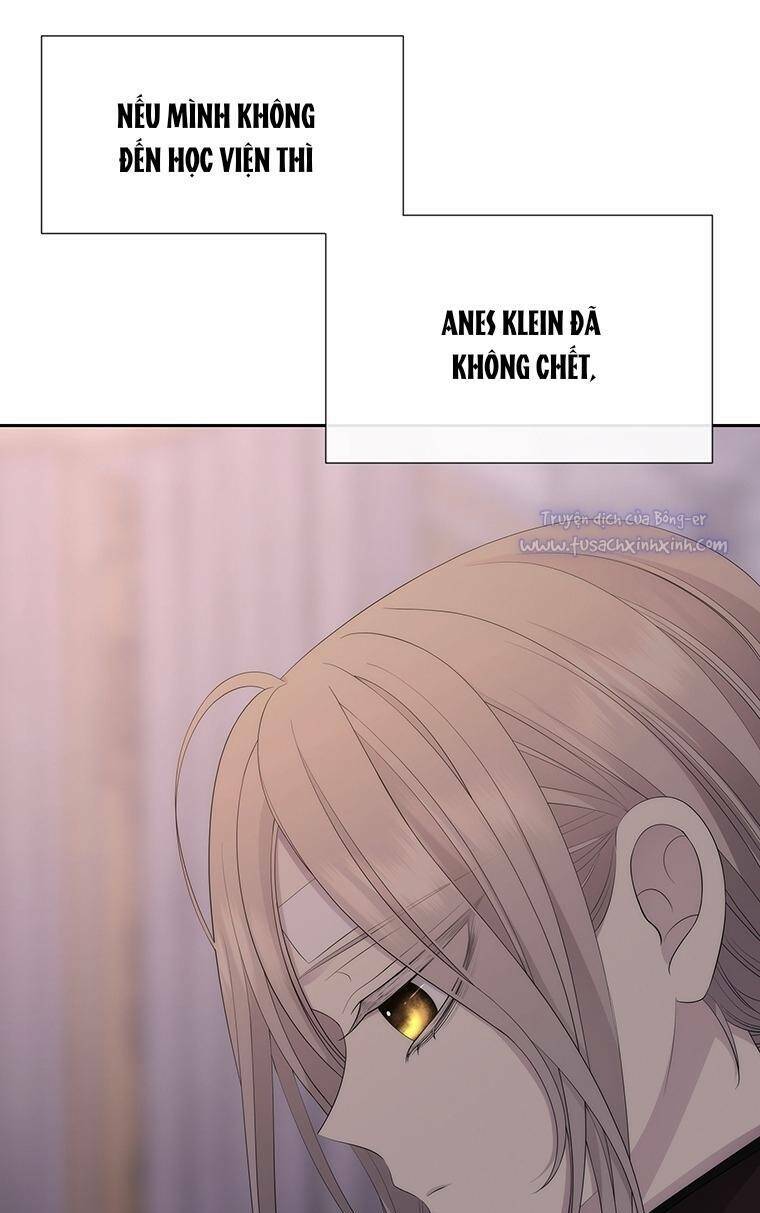 NẾU MÌNH KHÔNG
ĐẾN HỌC VIỆN THÌ
ANES KLEIN ĐÃ
KHÔNG CHẾT.
Truyện dịch của Bông-er
www.tusachxinhxinh.com